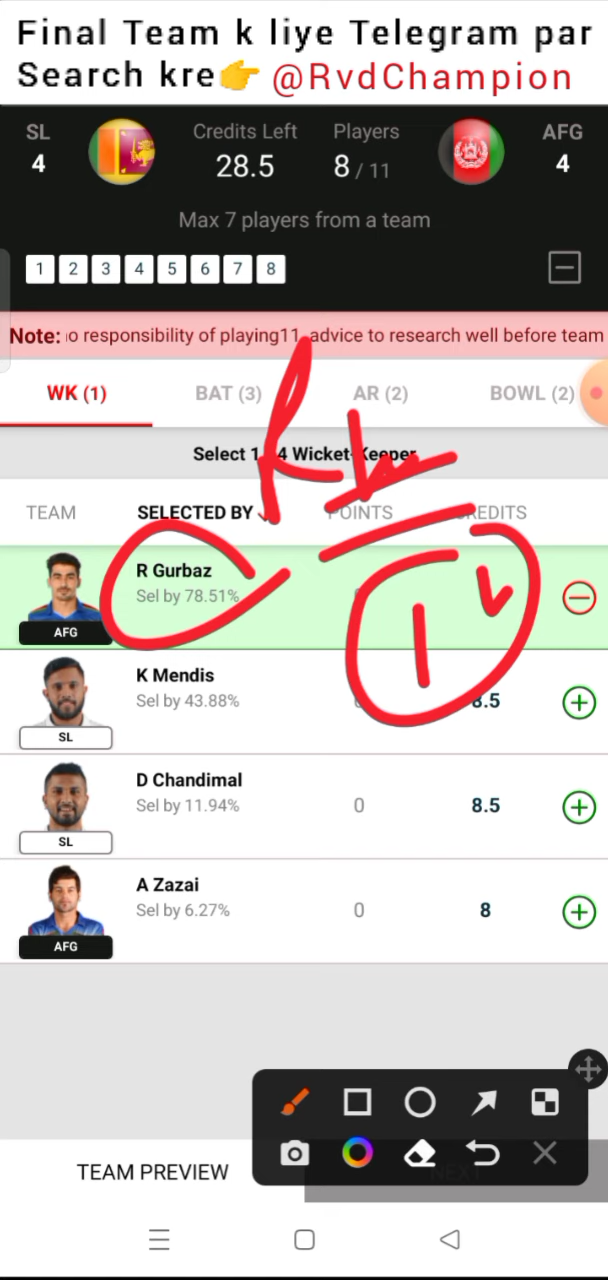 Final Team k liye Telegram par
Search kre👉 @RvdChampion
SL Credits Left Players AFG
4 28.5 8 / 11 4
Max 7 players from a team
1 2 3 4 5 6 7 8
Note: no responsibility of playing11, advice to research well before team
WK (1) BAT (3) AR (2) BOWL (2)
Select 1 - 4 Wicket-Keeper
TEAM SELECTED BY POINTS CREDITS
R Gurbaz
Sel by 78.51%
AFG
K Mendis
Sel by 43.88% 8.5
SL
D Chandimal
Sel by 11.94% 0 8.5
SL
A Zazai
Sel by 6.27% 0 8
AFG
TEAM PREVIEW NEXT